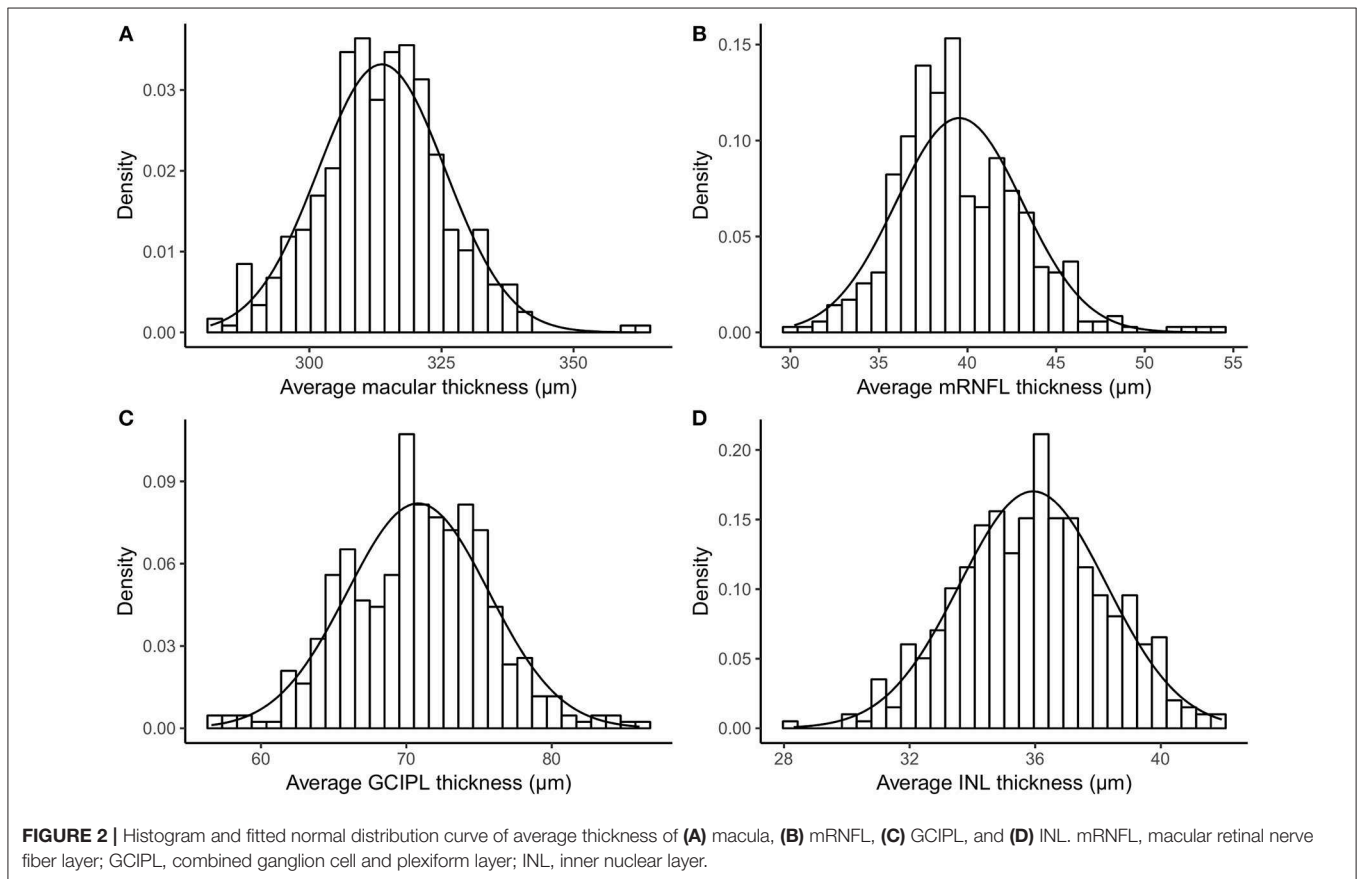 A
Density
0.03
0.02
0.01
0.00
300 325 350
Average macular thickness (µm)
B
Density
0.15
0.10
0.05
0.00
30 35 40 45 50 55
Average mRNFL thickness (µm)
C
Density
0.09
0.06
0.03
0.00
60 70 80
Average GCIPL thickness (µm)
D
Density
0.20
0.15
0.10
0.05
0.00
28 32 36 40
Average INL thickness (µm)
FIGURE 2 | Histogram and fitted normal distribution curve of average thickness of (A) macula, (B) mRNFL, (C) GCIPL, and (D) INL. mRNFL, macular retinal nerve
fiber layer; GCIPL, combined ganglion cell and plexiform layer; INL, inner nuclear layer.